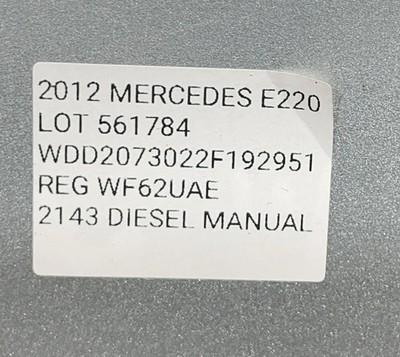 2012 MERCEDES E220
LOT 561784
WDD2073022F192951
REG WF62UAE
2143 DIESEL MANUAL